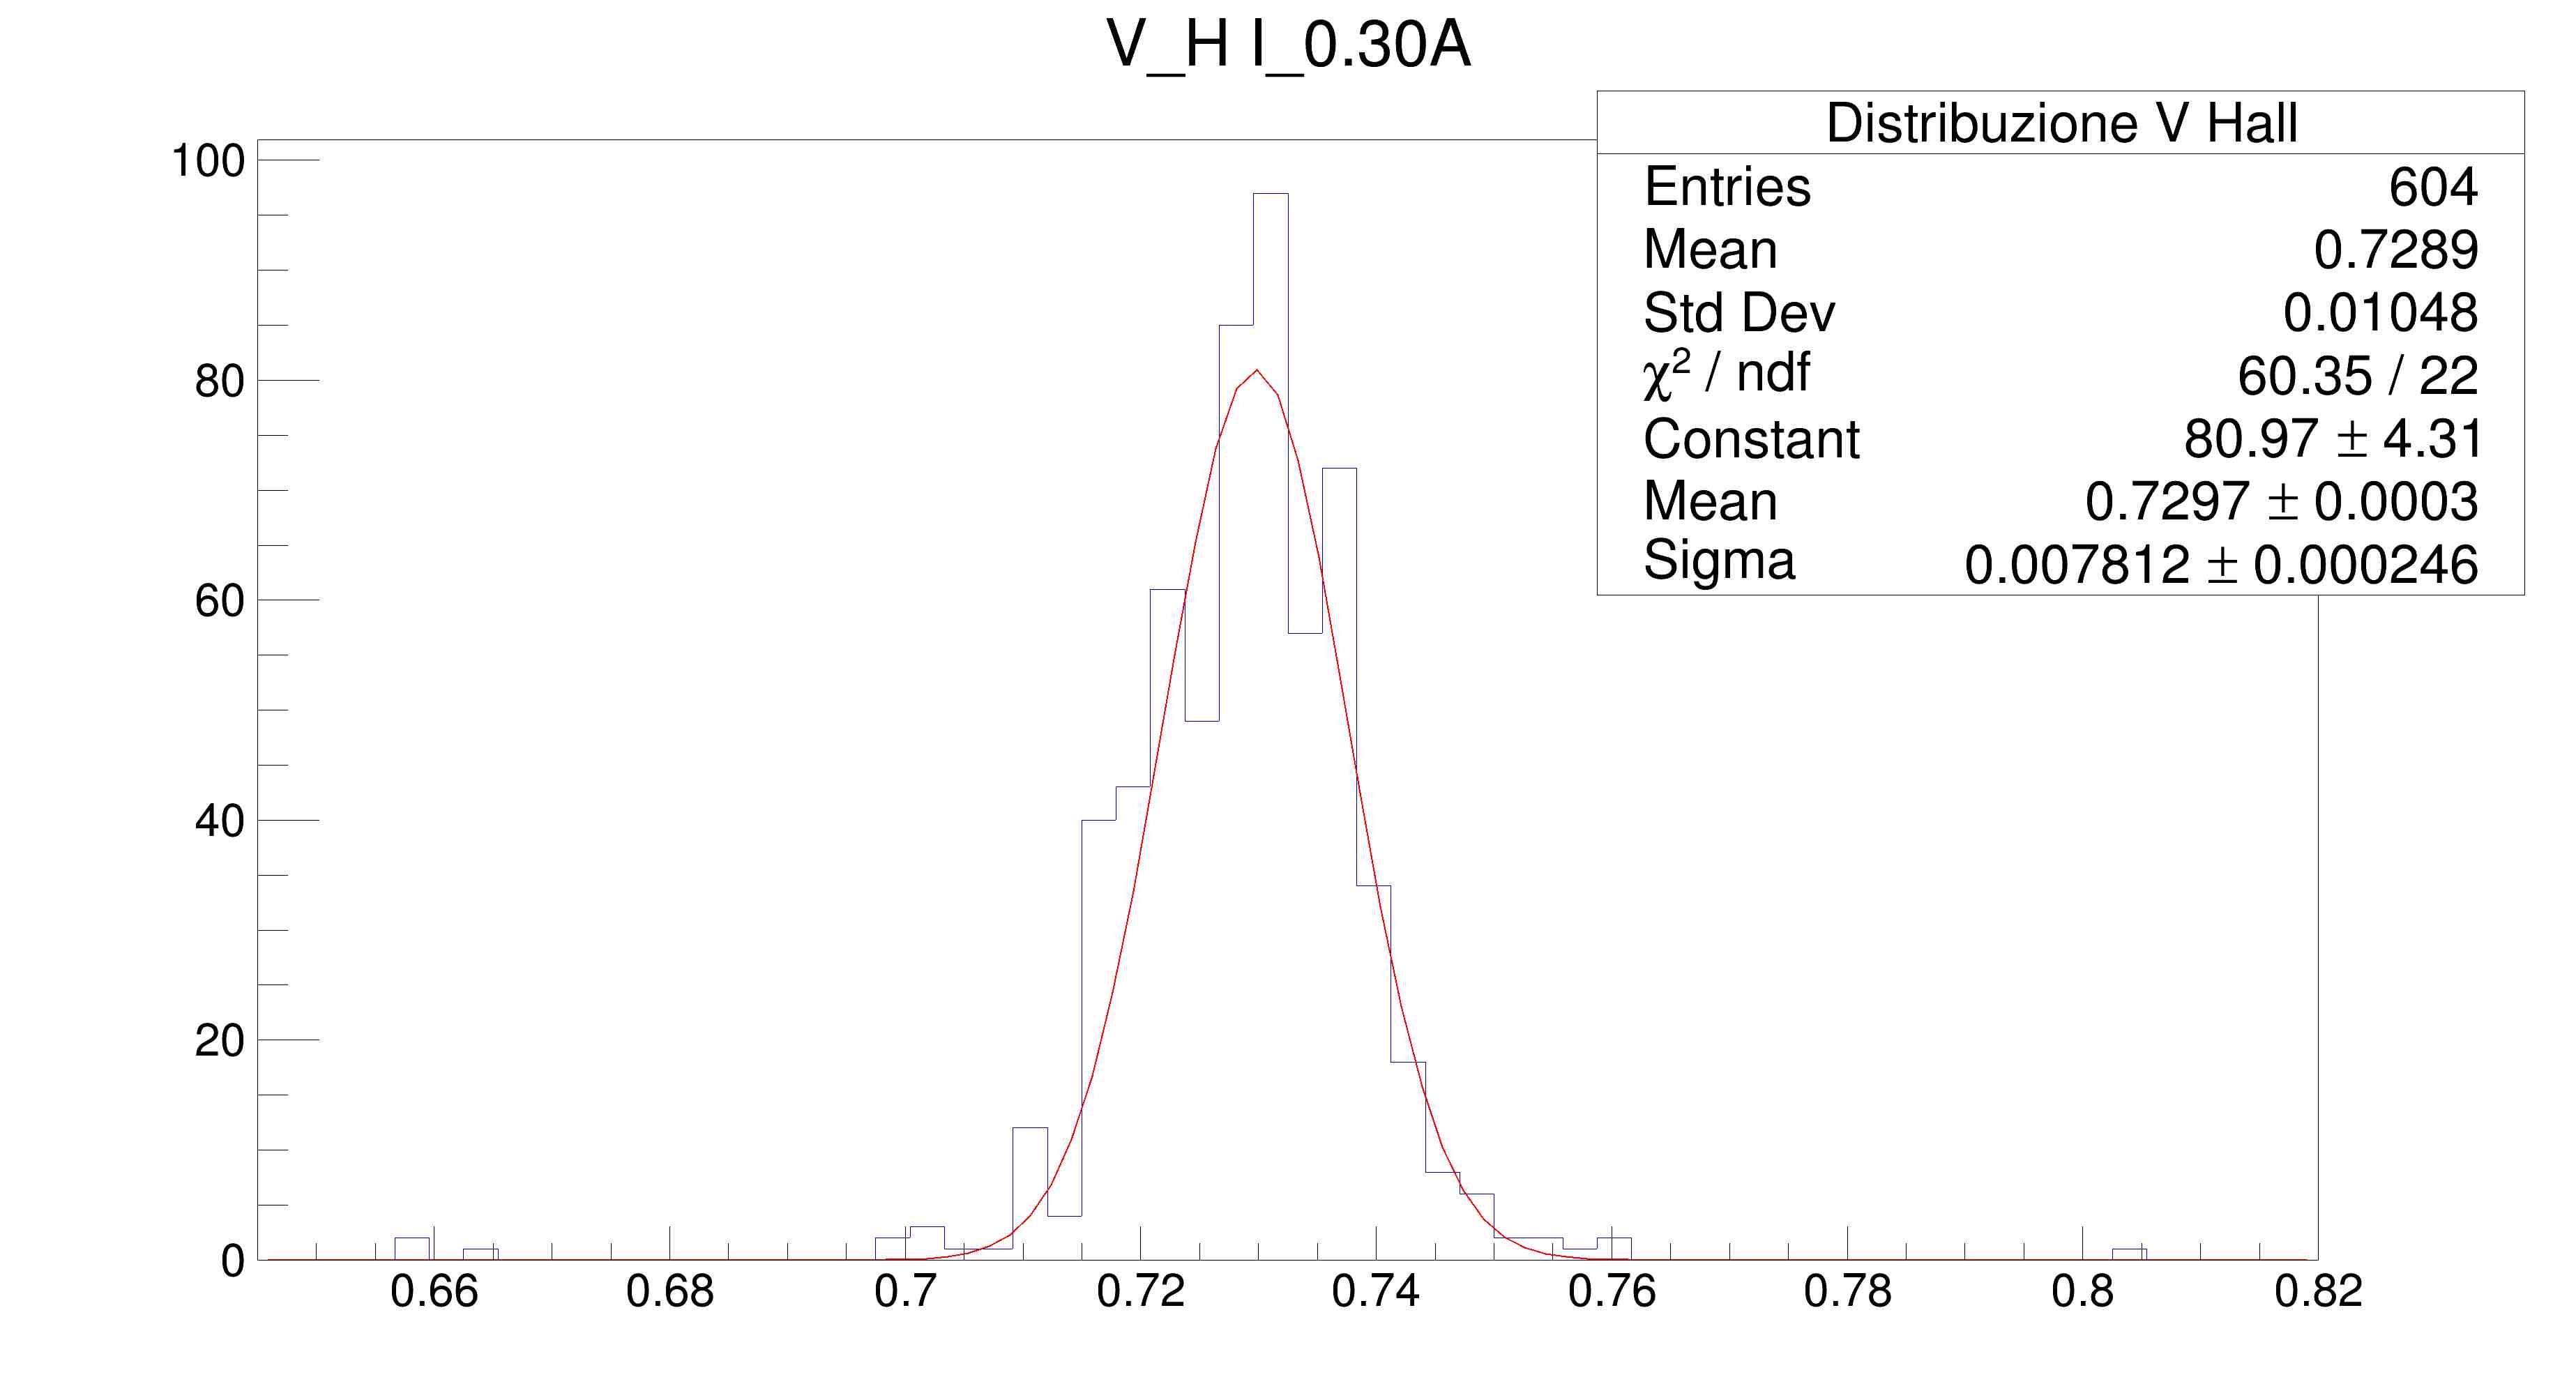 V_H I_0.30A
Distribuzione V Hall
Entries 604
Mean 0.7289
Std Dev 0.01048
χ² / ndf 60.35 / 22
Constant 80.97 ± 4.31
Mean 0.7297 ± 0.0003
Sigma 0.007812 ± 0.000246
100
80
60
40
20
0
0.66 0.68 0.7 0.72 0.74 0.76 0.78 0.8 0.82